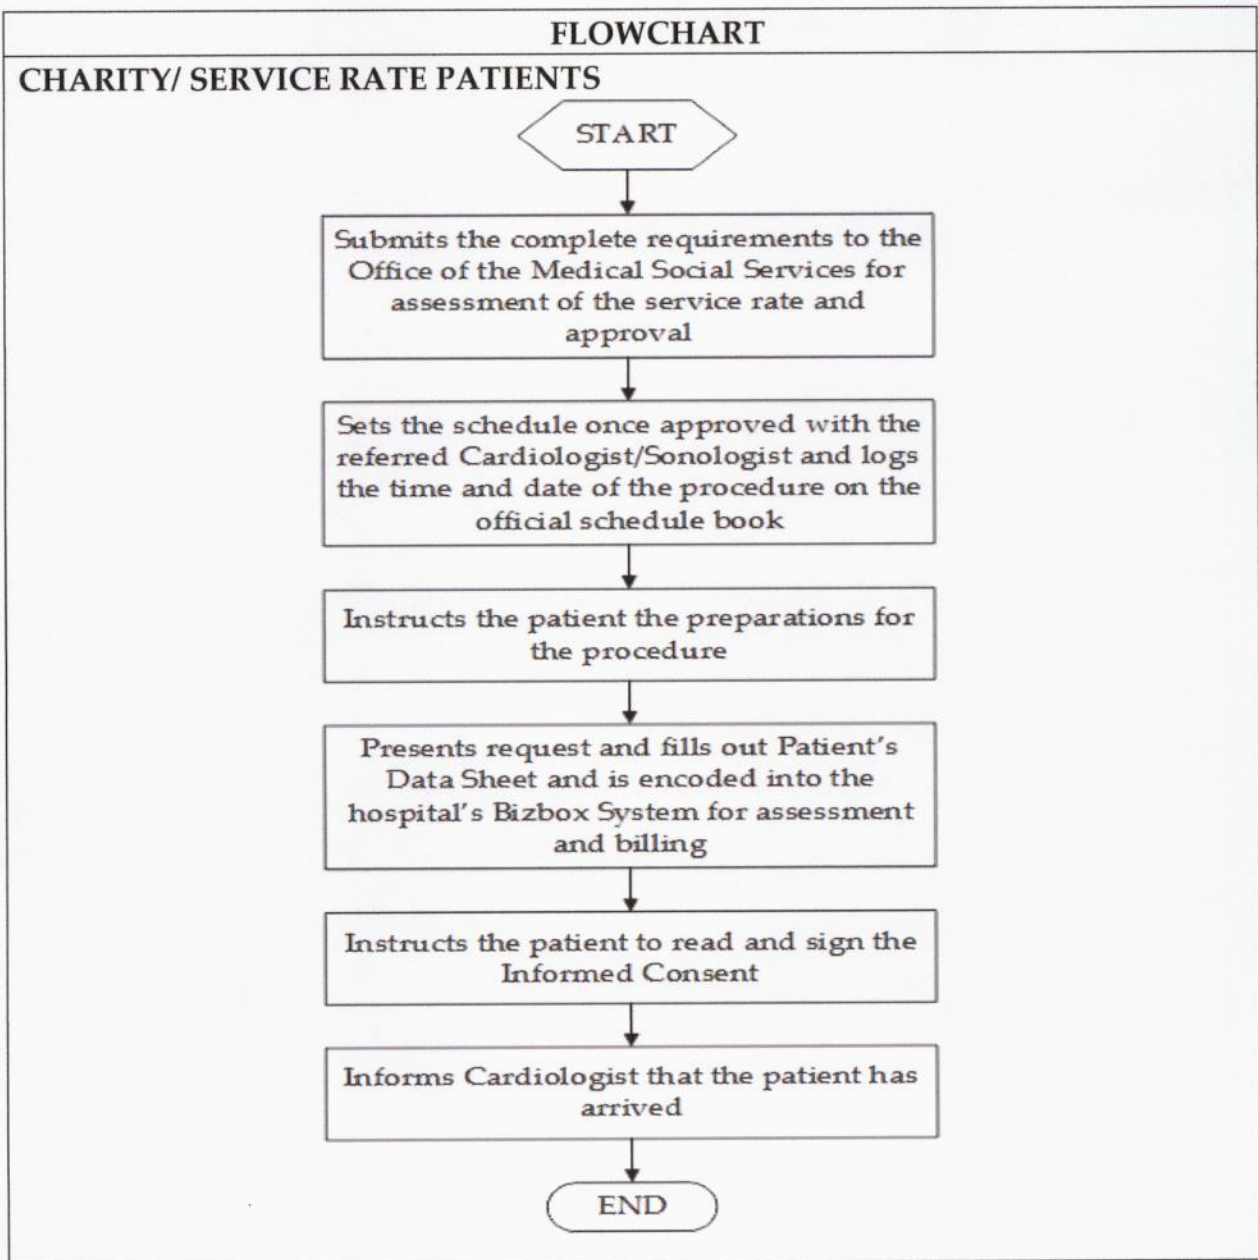 FLOWCHART
CHARITY/ SERVICE RATE PATIENTS
START
Submits the complete requirements to the
Office of the Medical Social Services for
assessment of the service rate and
approval
Sets the schedule once approved with the
referred Cardiologist/Sonologist and logs
the time and date of the procedure on the
official schedule book
Instructs the patient the preparations for
the procedure
Presents request and fills out Patient's
Data Sheet and is encoded into the
hospital's Bizbox System for assessment
and billing
Instructs the patient to read and sign the
Informed Consent
Informs Cardiologist that the patient has
arrived
END